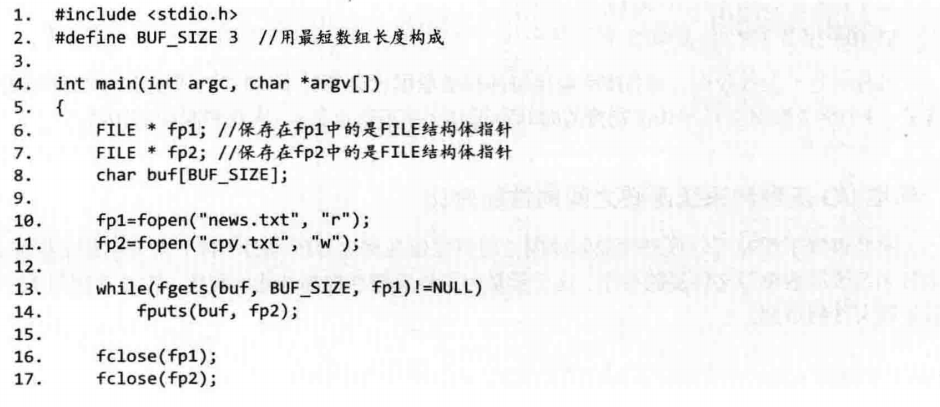 1. #include <stdio.h>
2. #define BUF_SIZE 3 //用最短数组长度构成
3.
4. int main(int argc, char *argv[])
5. {
6. FILE * fp1; //保存在fp1中的是FILE结构体指针
7. FILE * fp2; //保存在fp2中的是FILE结构体指针
8. char buf[BUF_SIZE];
9.
10. fp1=fopen("news.txt", "r");
11. fp2=fopen("cpy.txt", "w");
12.
13. while(fgets(buf, BUF_SIZE, fp1)!=NULL)
14. fputs(buf, fp2);
15.
16. fclose(fp1);
17. fclose(fp2);